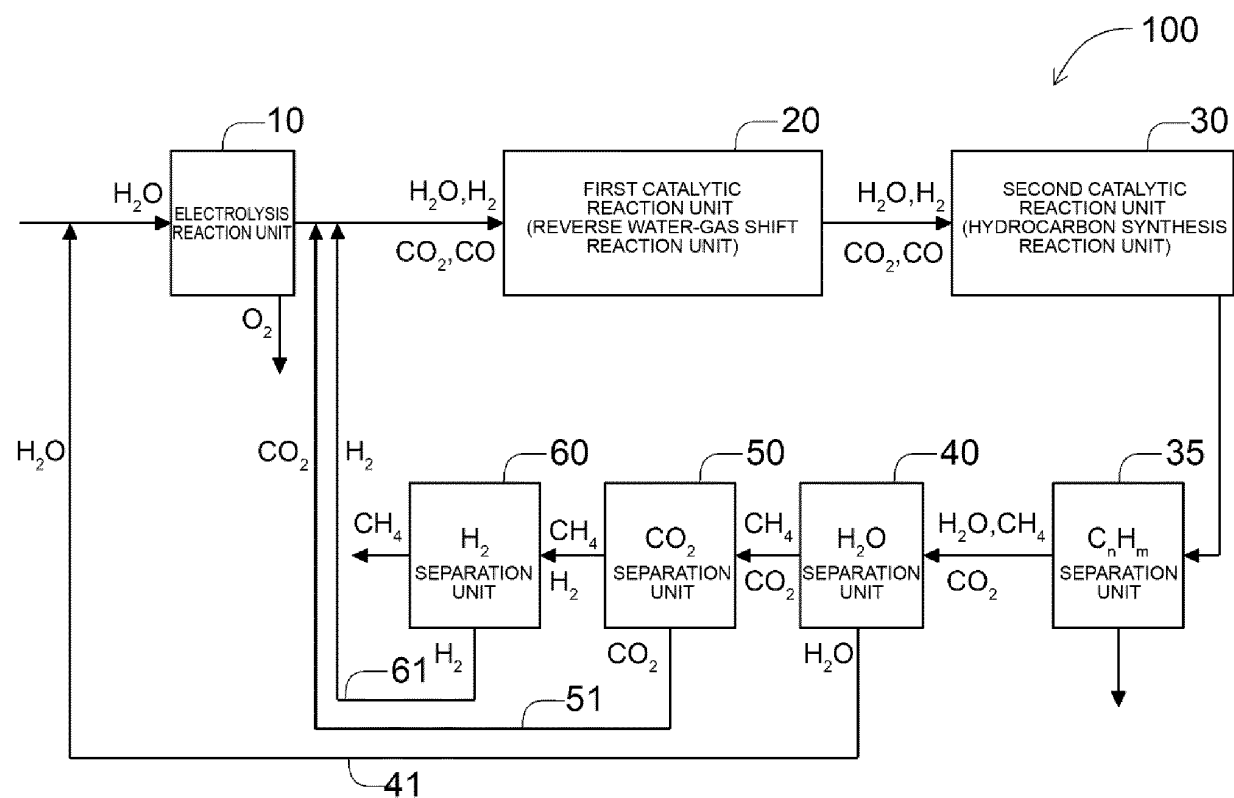 100
10
20
30
H2O
ELECTROLYSIS
REACTION UNIT
H2O,H2
CO2,CO
FIRST CATALYTIC
REACTION UNIT
(REVERSE WATER-GAS SHIFT
REACTION UNIT)
H2O,H2
CO2,CO
SECOND CATALYTIC
REACTION UNIT
(HYDROCARBON SYNTHESIS
REACTION UNIT)
O2
H2O
CO2
H2
60
50
40
35
CH4
H2
SEPARATION
UNIT
CH4
H2
CO2
SEPARATION
UNIT
CH4
CO2
H2O
SEPARATION
UNIT
H2O,CH4
CO2
CnHm
SEPARATION
UNIT
H2
CO2
H2O
61
51
41